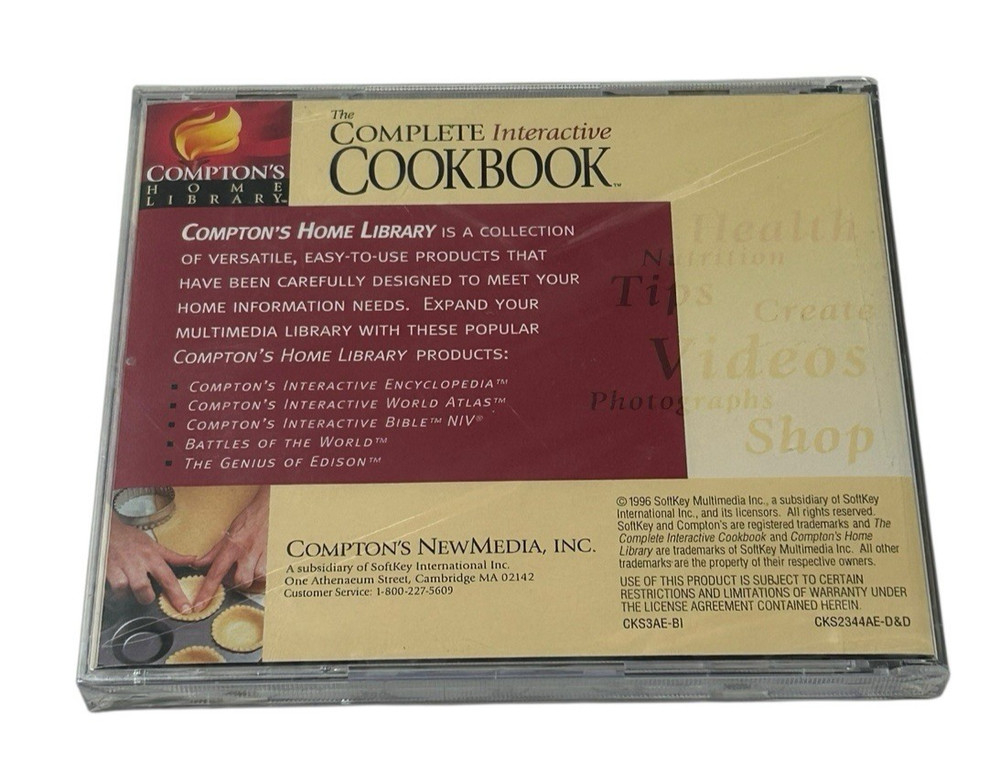 The
COMPLETE Interactive
COOKBOOK™
COMPTON'S
HOME
LIBRARY™
COMPTON'S HOME LIBRARY IS A COLLECTION
OF VERSATILE, EASY-TO-USE PRODUCTS THAT
HAVE BEEN CAREFULLY DESIGNED TO MEET YOUR
HOME INFORMATION NEEDS. EXPAND YOUR
MULTIMEDIA LIBRARY WITH THESE POPULAR
COMPTON'S HOME LIBRARY PRODUCTS:
▪ COMPTON'S INTERACTIVE ENCYCLOPEDIA™
▪ COMPTON'S INTERACTIVE WORLD ATLAS™
▪ COMPTON'S INTERACTIVE BIBLE™ NIV®
▪ BATTLES OF THE WORLD™
▪ THE GENIUS OF EDISON™
Health
Nutrition
Tips
Create
Videos
Photographs
Shop
COMPTON'S NEWMEDIA, INC.
A subsidiary of SoftKey International Inc.
One Athenaeum Street, Cambridge MA 02142
Customer Service: 1-800-227-5609
©1996 SoftKey Multimedia Inc., a subsidiary of SoftKey
International Inc., and its licensors. All rights reserved.
SoftKey and Compton's are registered trademarks and The
Complete Interactive Cookbook and Compton's Home
Library are trademarks of SoftKey Multimedia Inc. All other
trademarks are the property of their respective owners.
USE OF THIS PRODUCT IS SUBJECT TO CERTAIN
RESTRICTIONS AND LIMITATIONS OF WARRANTY UNDER
THE LICENSE AGREEMENT CONTAINED HEREIN.
CKS3AE-BI CKS2344AE-D&D